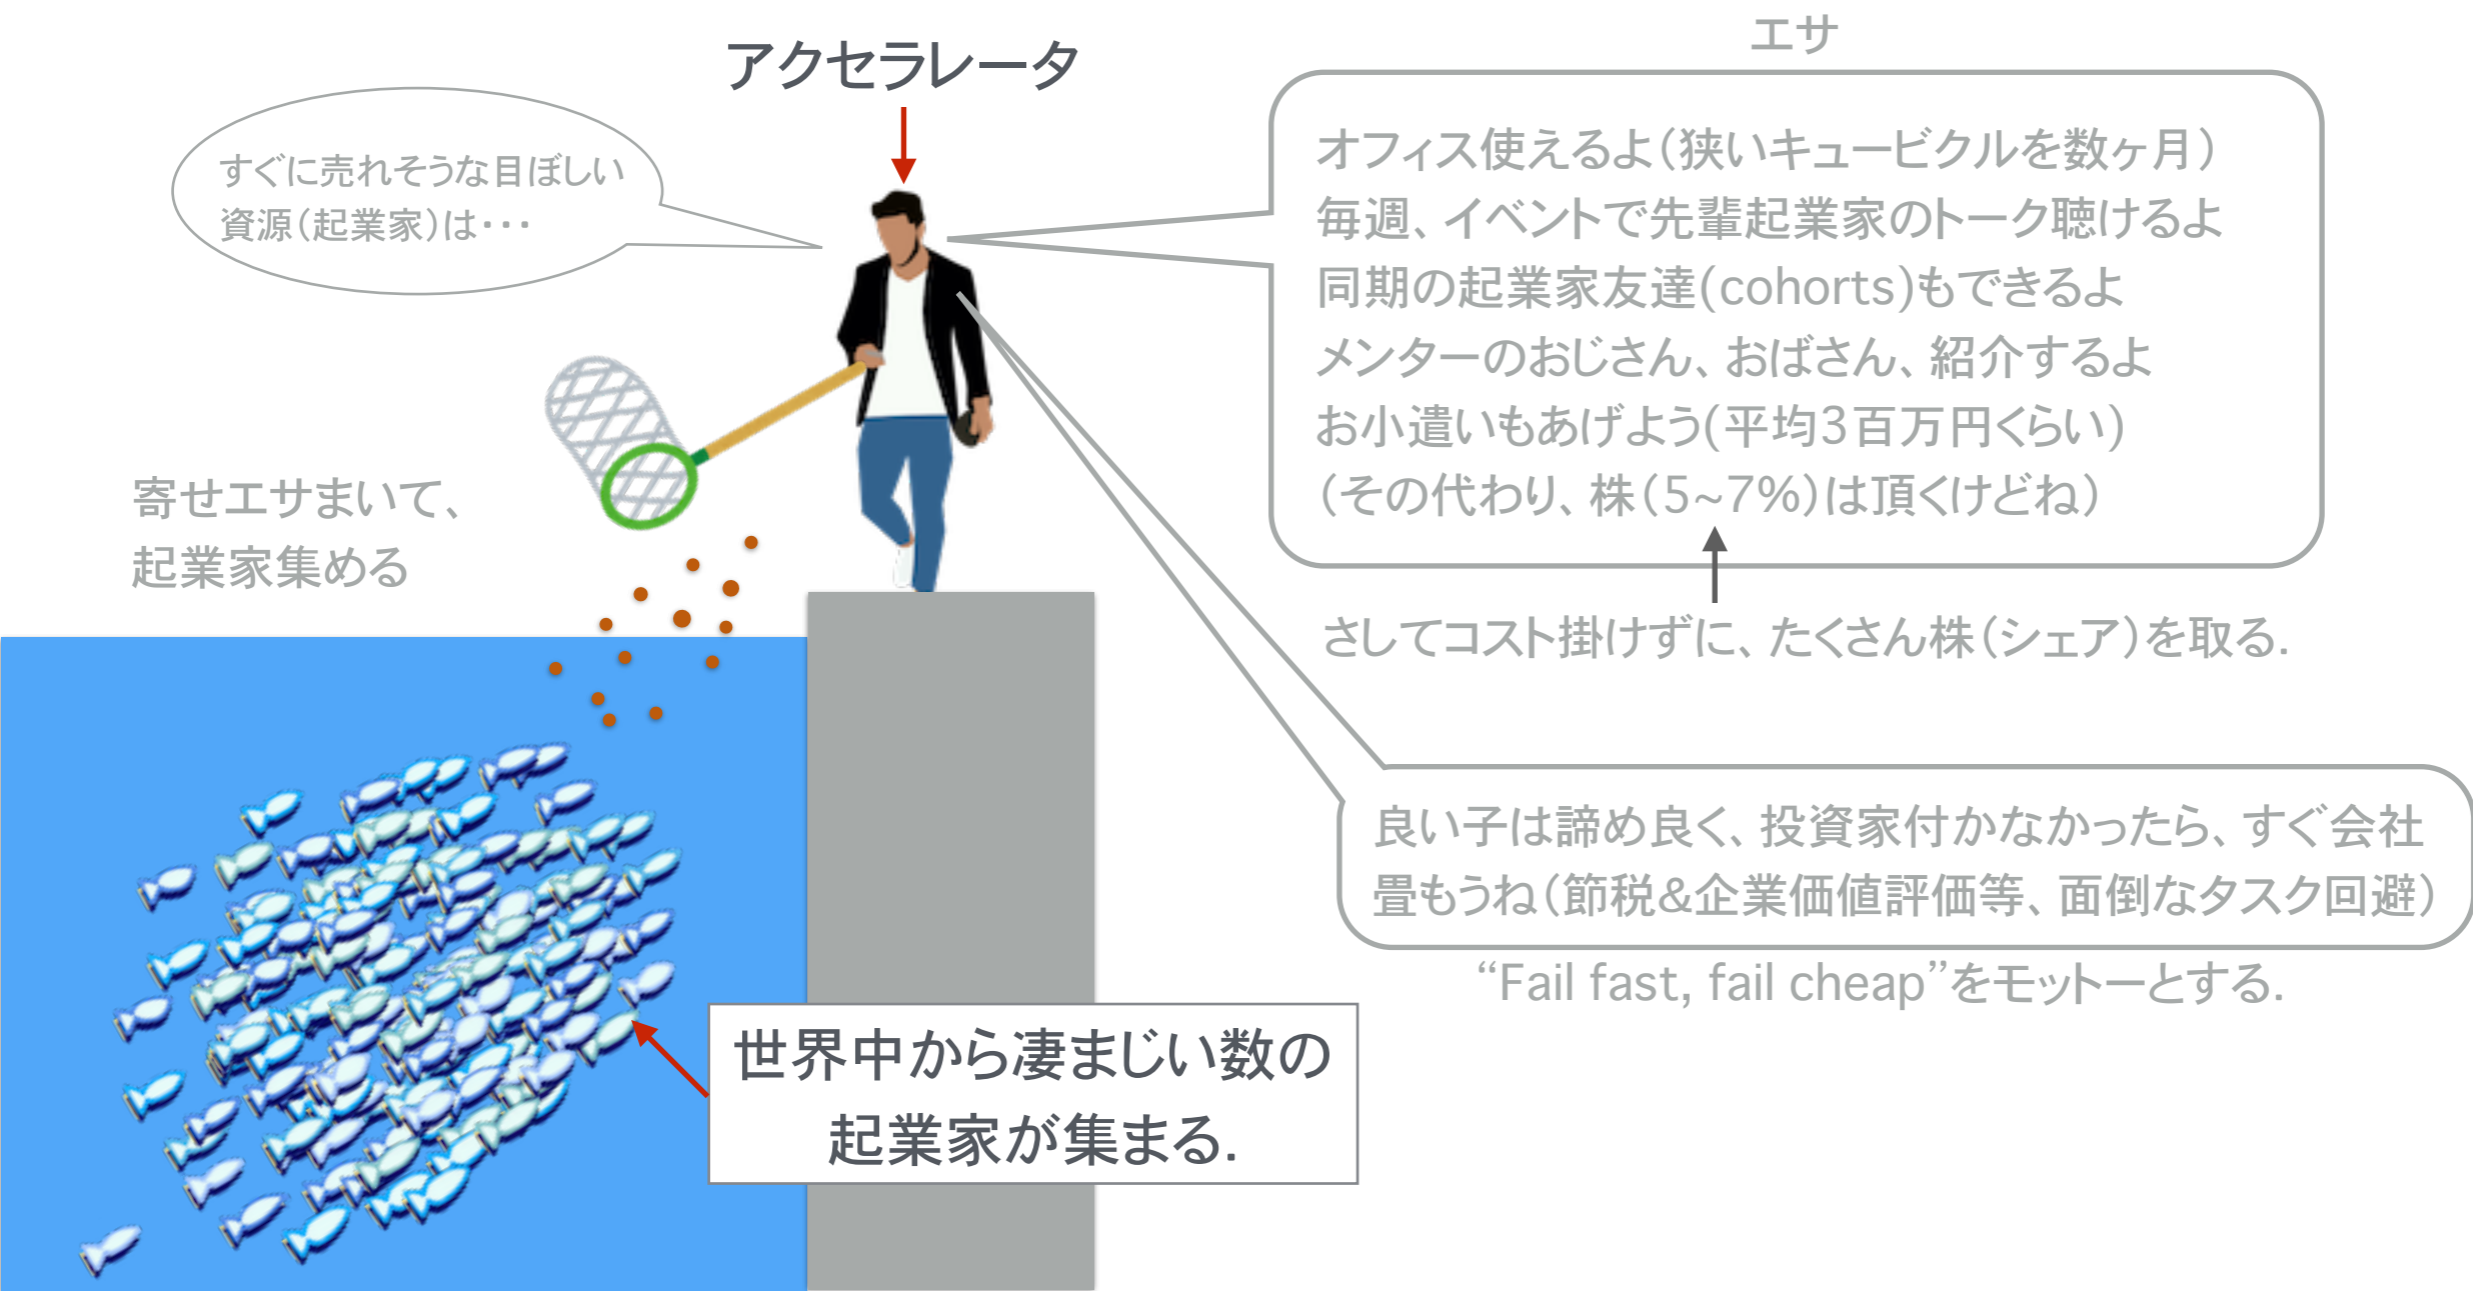 アクセラレータ
すぐに売れそうな目ぼしい
資源(起業家)は・・・
エサ
オフィス使えるよ(狭いキュービクルを数ヶ月)
毎週、イベントで先輩起業家のトーク聴けるよ
同期の起業家友達(cohorts)もできるよ
メンターのおじさん、おばさん、紹介するよ
お小遣いもあげよう(平均3百万円くらい)
(その代わり、株(5~7%)は頂くけどね)
さしてコスト掛けずに、たくさん株(シェア)を取る.
寄せエサまいて、
起業家集める
良い子は諦め良く、投資家付かなかったら、すぐ会社
畳もうね(節税&企業価値評価等、面倒なタスク回避)
“Fail fast, fail cheap”をモットーとする.
世界中から凄まじい数の
起業家が集まる.